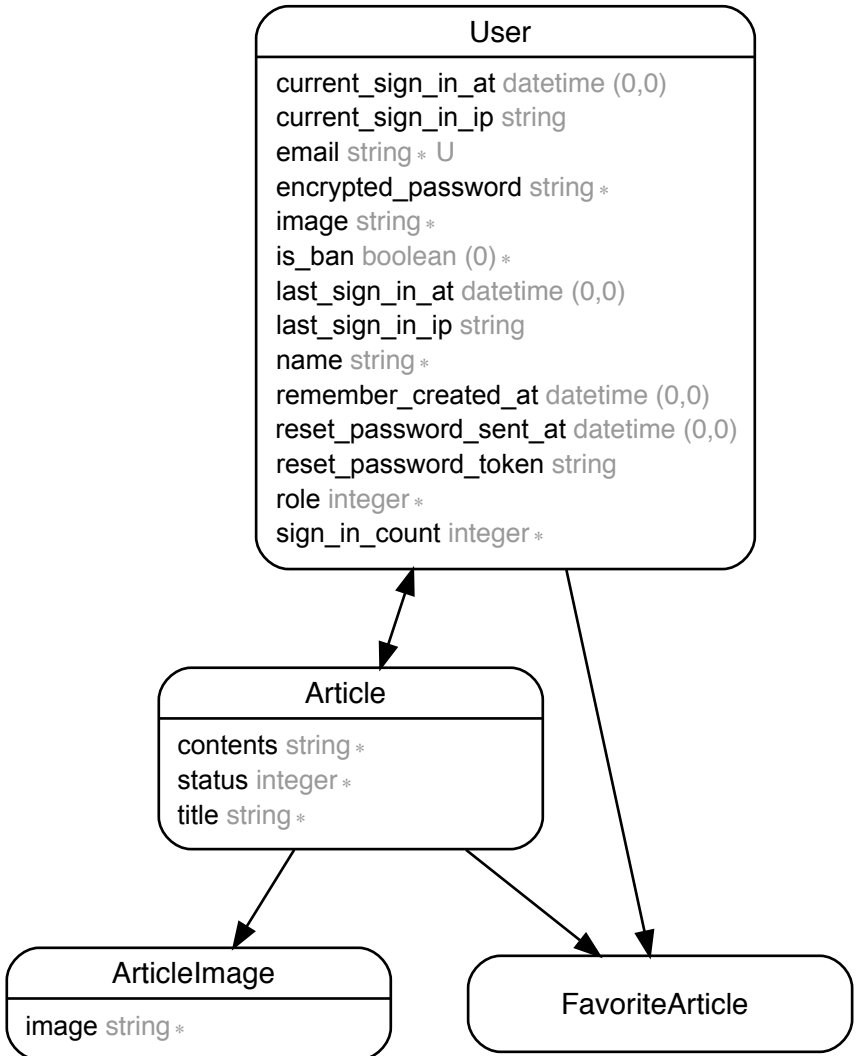 User
current_sign_in_at datetime (0,0)
current_sign_in_ip string
email string ∗ U
encrypted_password string ∗
image string ∗
is_ban boolean (0) ∗
last_sign_in_at datetime (0,0)
last_sign_in_ip string
name string ∗
remember_created_at datetime (0,0)
reset_password_sent_at datetime (0,0)
reset_password_token string
role integer ∗
sign_in_count integer ∗
Article
contents string ∗
status integer ∗
title string ∗
ArticleImage
image string ∗
FavoriteArticle